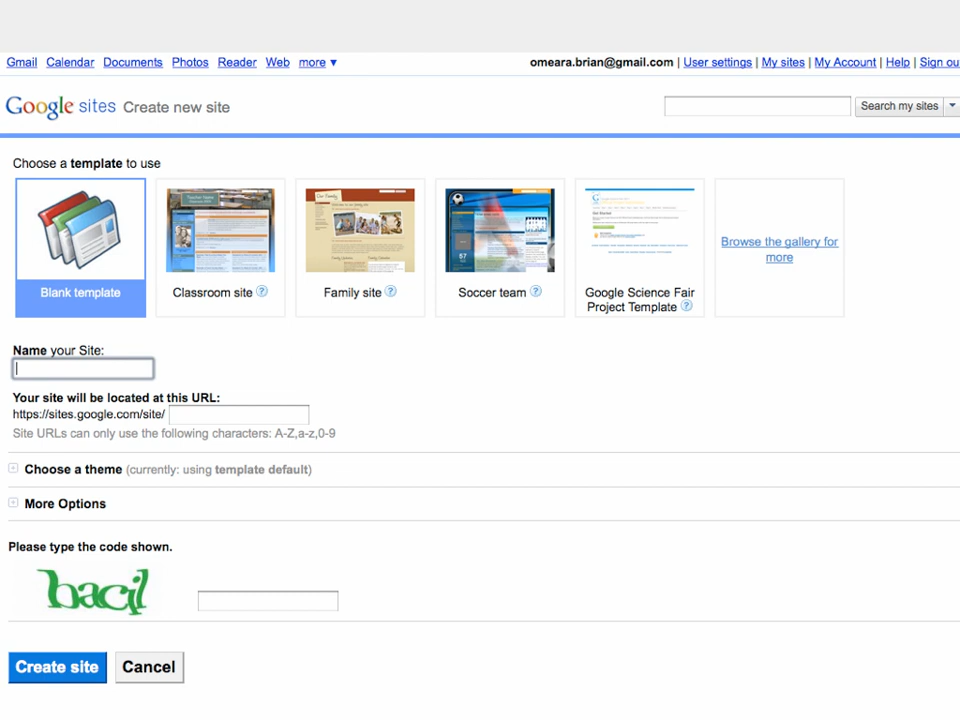 Gmail Calendar Documents Photos Reader Web more ▼
omeara.brian@gmail.com | User settings | My sites | My Account | Help | Sign ou
Google sites Create new site
Search my sites
Choose a template to use
Blank template
Classroom site ?
Family site ?
Soccer team ?
Google Science Fair
Project Template ?
Browse the gallery for
more
Name your Site:
Your site will be located at this URL:
https://sites.google.com/site/
Site URLs can only use the following characters: A-Z,a-z,0-9
Choose a theme (currently: using template default)
More Options
Please type the code shown.
bacil
Create site Cancel